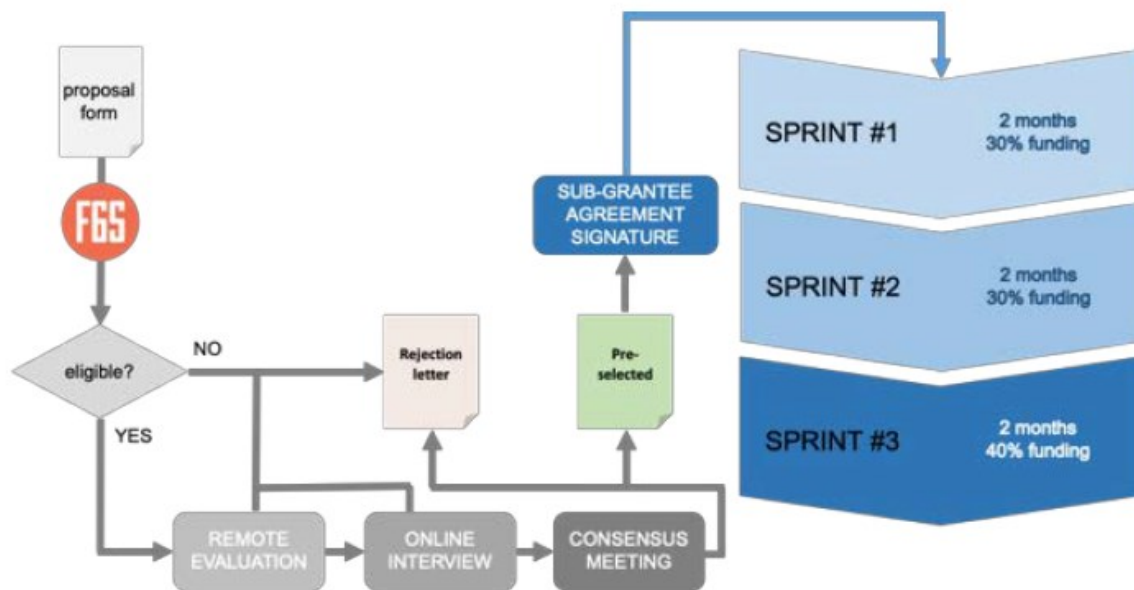 proposal
form
F6S
eligible?
NO
YES
Rejection
letter
Pre-
selected
SUB-GRANTEE
AGREEMENT
SIGNATURE
REMOTE
EVALUATION
ONLINE
INTERVIEW
CONSENSUS
MEETING
SPRINT #1
2 months
30% funding
SPRINT #2
2 months
30% funding
SPRINT #3
2 months
40% funding